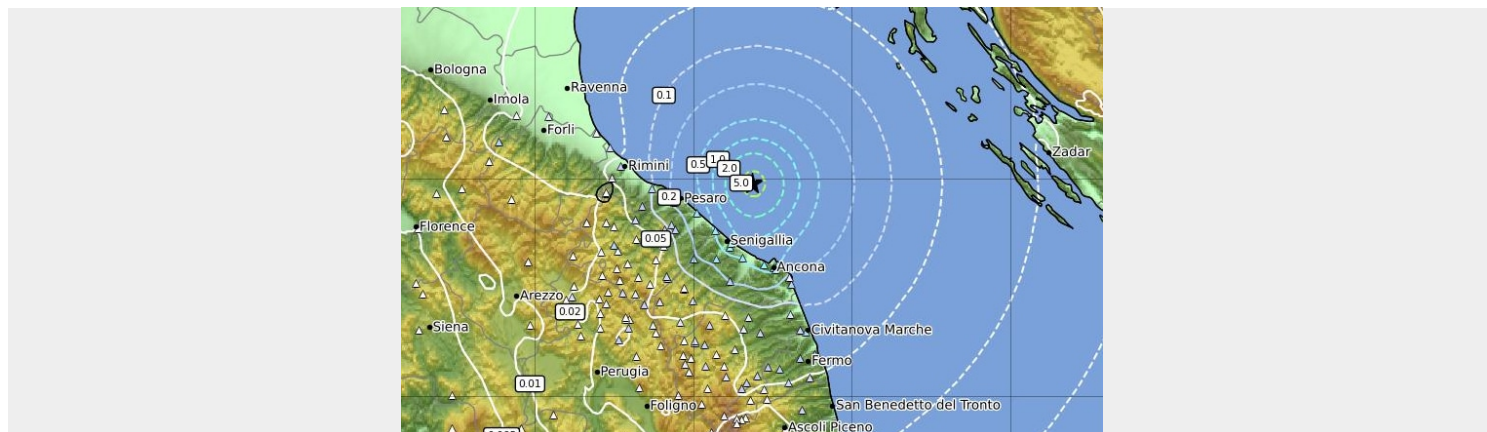 Bologna
Ravenna
0.1
Imola
Forlì
Zadar
1.0
0.5
Rimini
2.0
5.0
0.2
Pesaro
Florence
0.05
Senigallia
Ancona
Arezzo
0.02
Siena
Civitanova Marche
Fermo
Perugia
0.01
Foligno
San Benedetto del Tronto
Ascoli Piceno